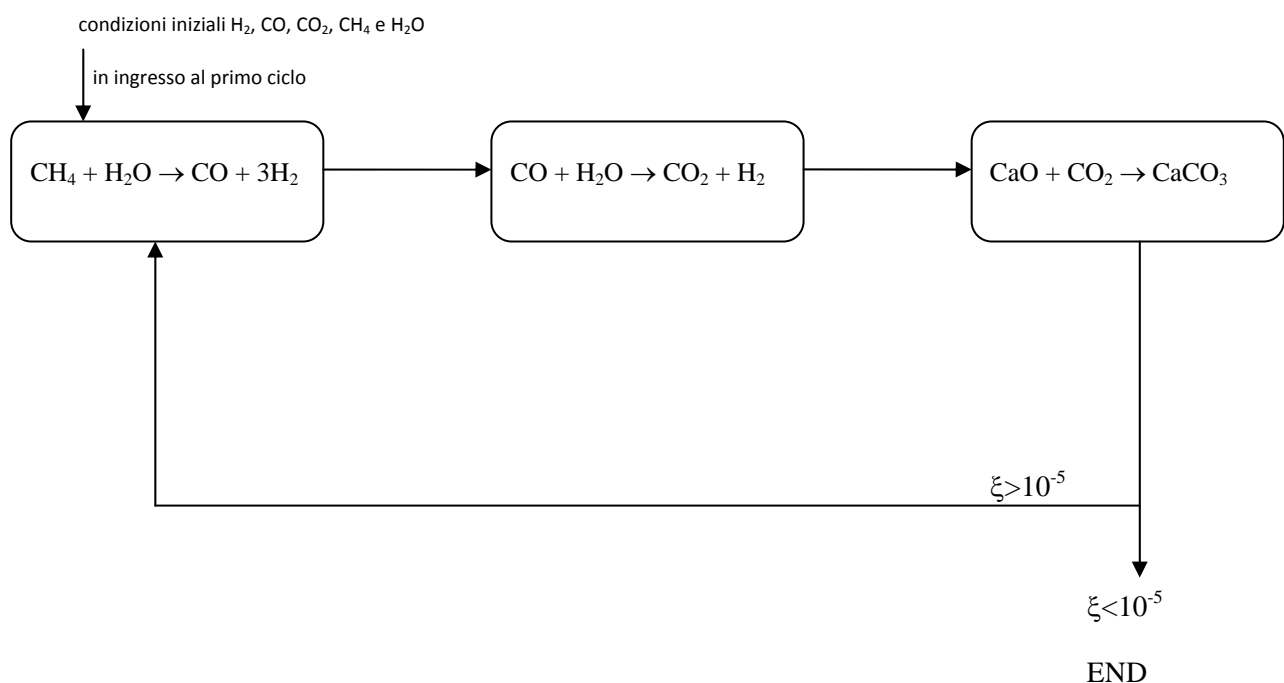 condizioni iniziali H₂, CO, CO₂, CH₄ e H₂O
in ingresso al primo ciclo
CH₄ + H₂O → CO + 3H₂
CO + H₂O → CO₂ + H₂
CaO + CO₂ → CaCO₃
ξ>10⁻⁵
ξ<10⁻⁵
END